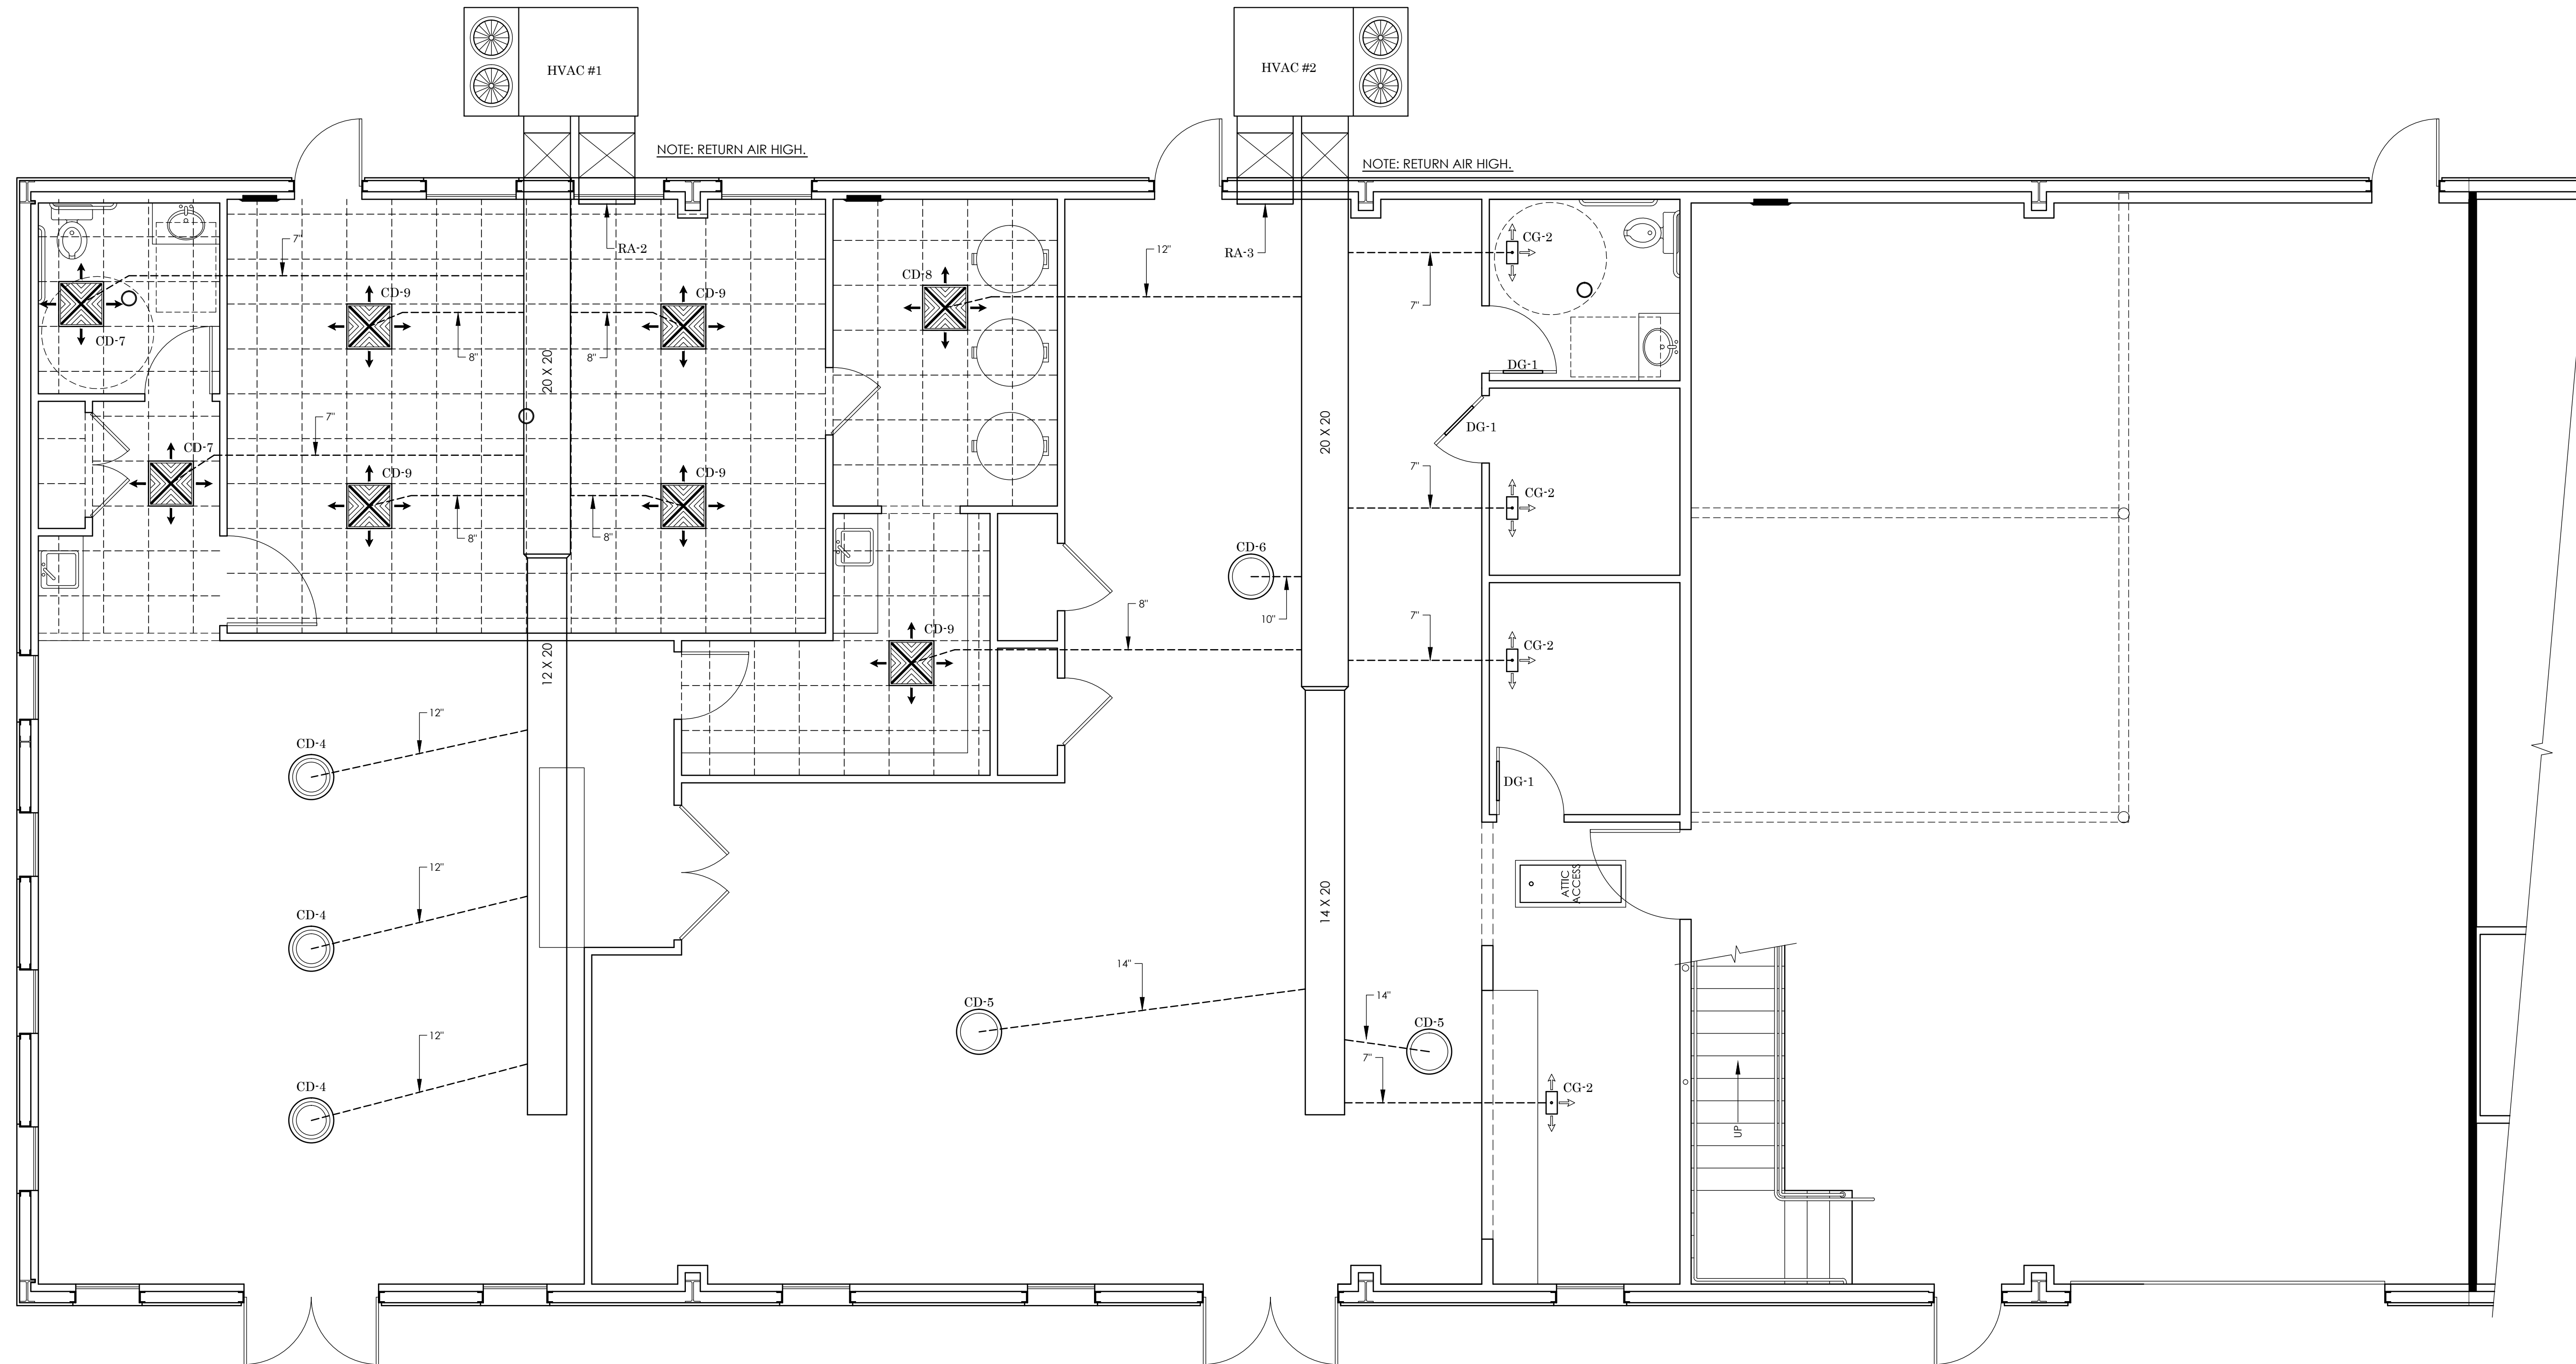 HVAC #1
HVAC #2
NOTE: RETURN AIR HIGH.
NOTE: RETURN AIR HIGH.
7"
RA-2
12"
RA-3
CG-2
CD-8
CD-9
CD-9
7"
CD-7
8"
8"
20 X 20
DG-1
7"
20 X 20
DG-1
CD-7
CD-9
CD-9
7"
CG-2
8"
8"
CD-6
10"
8"
7"
CD-9
CG-2
12 X 20
12"
CD-4
DG-1
12"
ATTIC
ACCESS
14 X 20
CD-4
14"
14"
CD-5
CD-5
12"
7"
CD-4
CG-2
UP